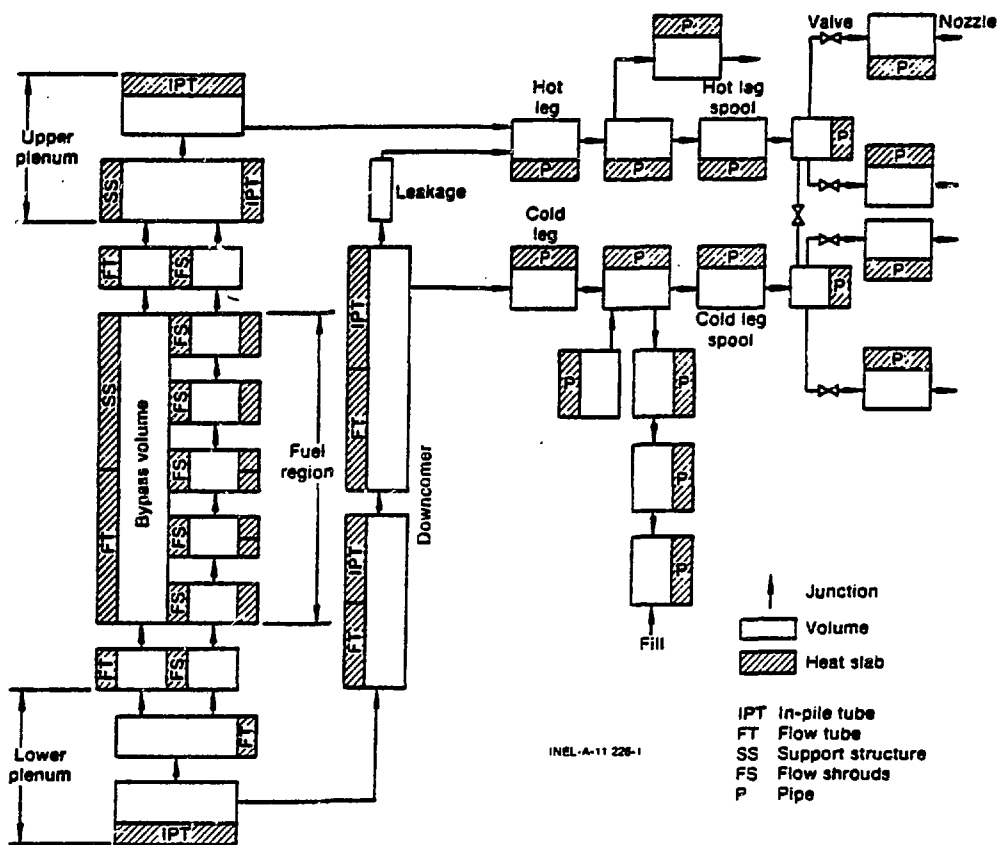 Valve
Nozzle
P
P
IPT
Hot leg
Hot leg spool
P
Upper plenum
P
P
P
SS
IPT
Leakage
P
Cold leg
P
FT
FS
P
P
P
P
P
IPT
Cold leg spool
SS
FS
FS
P
P
P
FT
Bypass volume
FS
Fuel region
Downcomer
P
FT
FS
IPT
P
FS
FT
Fill
FT
FS
Lower plenum
FT
IPT
Junction
Volume
Heat slab
INEL-A-11 226-1
IPT In-pile tube
FT Flow tube
SS Support structure
FS Flow shrouds
P Pipe